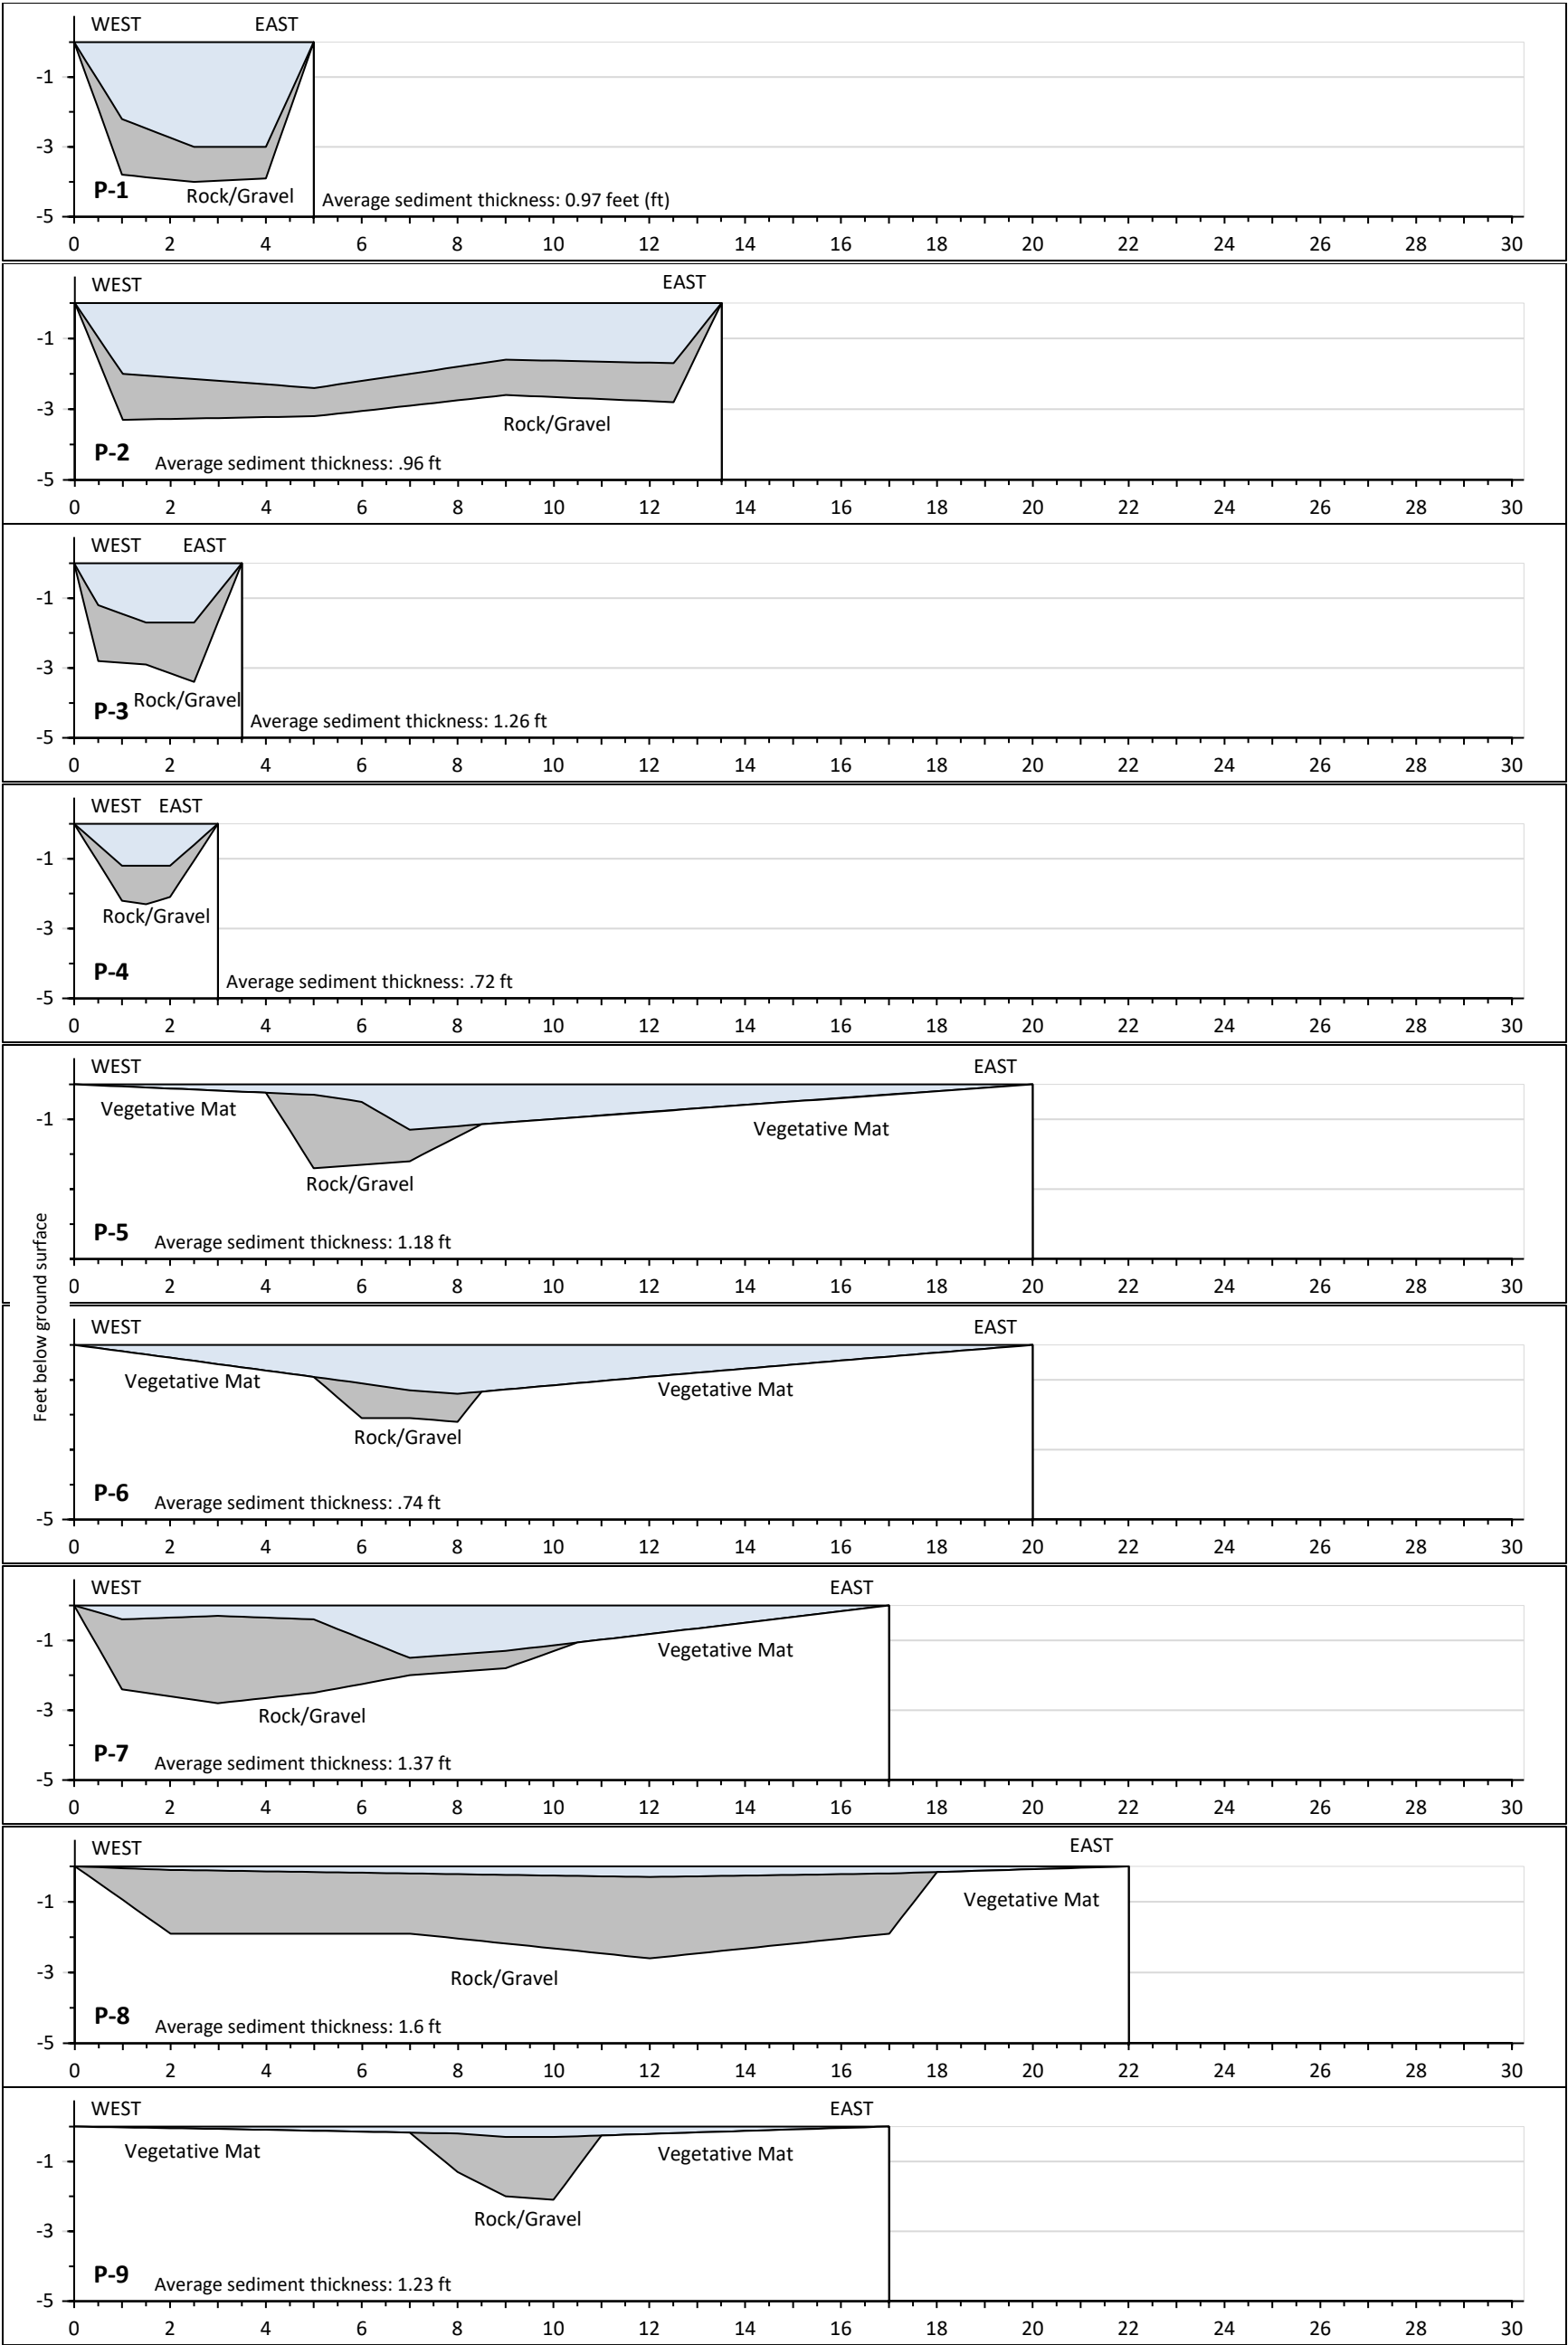 WEST EAST
-1
-3
P-1 Rock/Gravel Average sediment thickness: 0.97 feet (ft)
-5
0 2 4 6 8 10 12 14 16 18 20 22 24 26 28 30
WEST EAST
-1
-3
Rock/Gravel
P-2 Average sediment thickness: .96 ft
-5
0 2 4 6 8 10 12 14 16 18 20 22 24 26 28 30
WEST EAST
-1
-3
P-3 Rock/Gravel Average sediment thickness: 1.26 ft
-5
0 2 4 6 8 10 12 14 16 18 20 22 24 26 28 30
WEST EAST
-1
Rock/Gravel
-3
P-4 Average sediment thickness: .72 ft
-5
0 2 4 6 8 10 12 14 16 18 20 22 24 26 28 30
WEST EAST
Vegetative Mat
-1
Vegetative Mat
Rock/Gravel
P-5 Average sediment thickness: 1.18 ft
0 2 4 6 8 10 12 14 16 18 20 22 24 26 28 30
Feet below ground surface
WEST EAST
Vegetative Mat Vegetative Mat
Rock/Gravel
P-6 Average sediment thickness: .74 ft
-5
0 2 4 6 8 10 12 14 16 18 20 22 24 26 28 30
WEST EAST
-1
Vegetative Mat
-3
Rock/Gravel
P-7 Average sediment thickness: 1.37 ft
-5
0 2 4 6 8 10 12 14 16 18 20 22 24 26 28 30
WEST EAST
-1
Vegetative Mat
-3
Rock/Gravel
P-8 Average sediment thickness: 1.6 ft
-5
0 2 4 6 8 10 12 14 16 18 20 22 24 26 28 30
WEST EAST
Vegetative Mat Vegetative Mat
-1
Rock/Gravel
-3
P-9 Average sediment thickness: 1.23 ft
-5
0 2 4 6 8 10 12 14 16 18 20 22 24 26 28 30